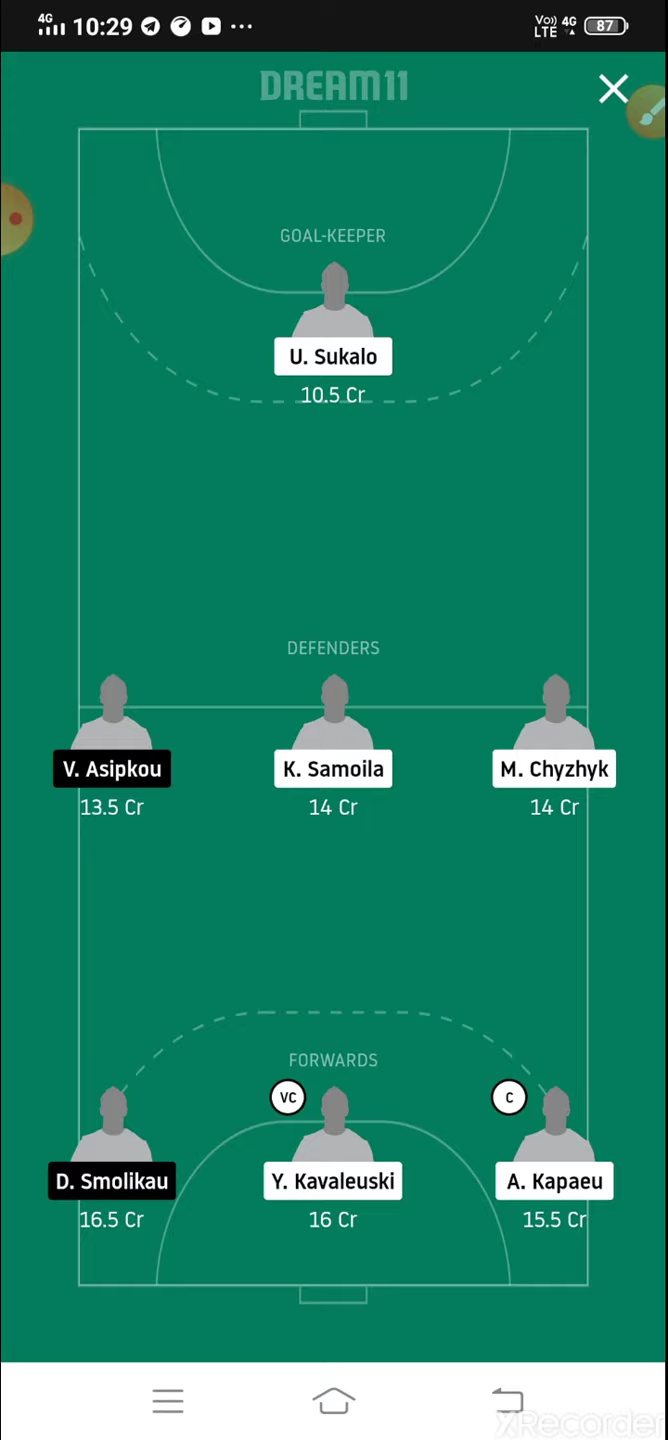 4G 10:29 ... Vo)) LTE 4G 87
DREAM11
GOAL-KEEPER
U. Sukalo
10.5 Cr
DEFENDERS
V. Asipkou K. Samoila M. Chyzhyk
13.5 Cr 14 Cr 14 Cr
FORWARDS
VC C
D. Smolikau Y. Kavaleuski A. Kapaeu
16.5 Cr 16 Cr 15.5 Cr
XRecorder